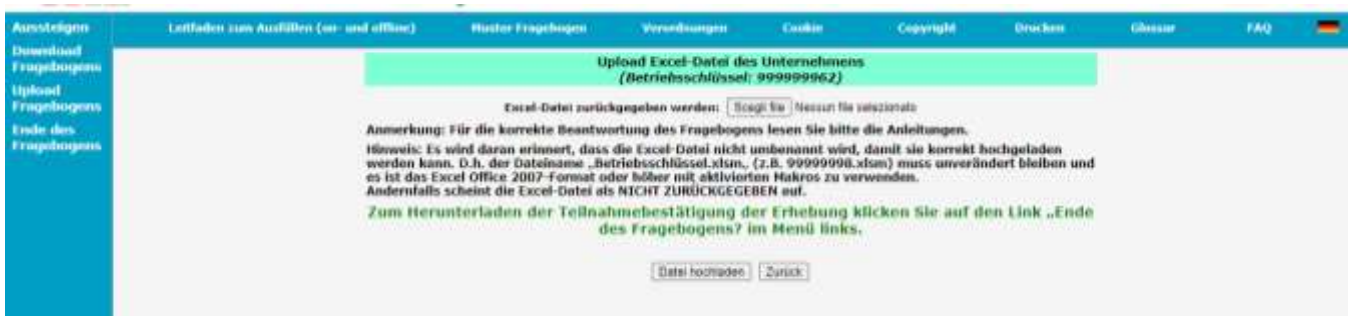 Aussteigen
Leitfaden zum Ausfüllen (on- und offline)
Muster Fragebogen
Verordnungen
Cookie
Copyright
Drucken
Glossar
FAQ
Download
Fragebogens
Upload
Fragebogens
Ende des
Fragebogens
Upload Excel-Datei des Unternehmens
(Betriebsschlüssel: 999999962)
Excel-Datei zurückgegeben werden: Scegli file Nessun file selezionato
Anmerkung: Für die korrekte Beantwortung des Fragebogens lesen Sie bitte die Anleitungen.
Hinweis: Es wird daran erinnert, dass die Excel-Datei nicht umbenannt wird, damit sie korrekt hochgeladen
werden kann. D.h. der Dateiname „Betriebsschlüssel.xlsm„ (z.B. 99999998.xlsm) muss unverändert bleiben und
es ist das Excel Office 2007-Format oder höher mit aktivierten Makros zu verwenden.
Andernfalls scheint die Excel-Datei als NICHT ZURÜCKGEGEBEN auf.
Zum Herunterladen der Teilnahmebestätigung der Erhebung klicken Sie auf den Link „Ende
des Fragebogens? im Menü links.
Datei hochladen
Zurück